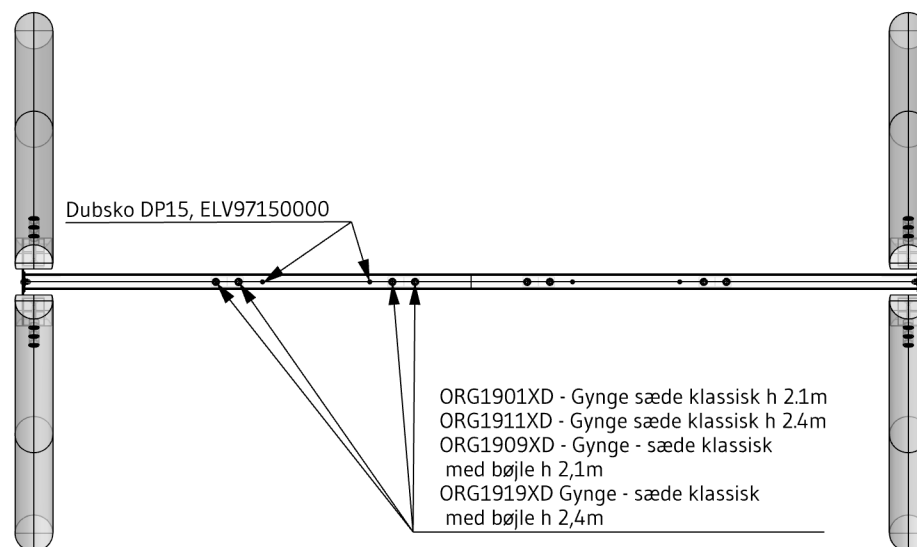 Dubsko DP15, ELV97150000
ORG1901XD - Gynge sæde klassisk h 2.1m
ORG1911XD - Gynge sæde klassisk h 2.4m
ORG1909XD - Gynge - sæde klassisk
med bøjle h 2,1m
ORG1919XD Gynge - sæde klassisk
med bøjle h 2,4m